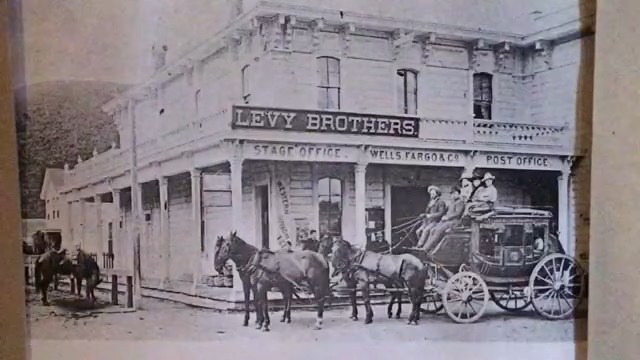 LEVY BROTHERS.
STAGE OFFICE. WELLS, FARGO & CO. POST OFFICE.